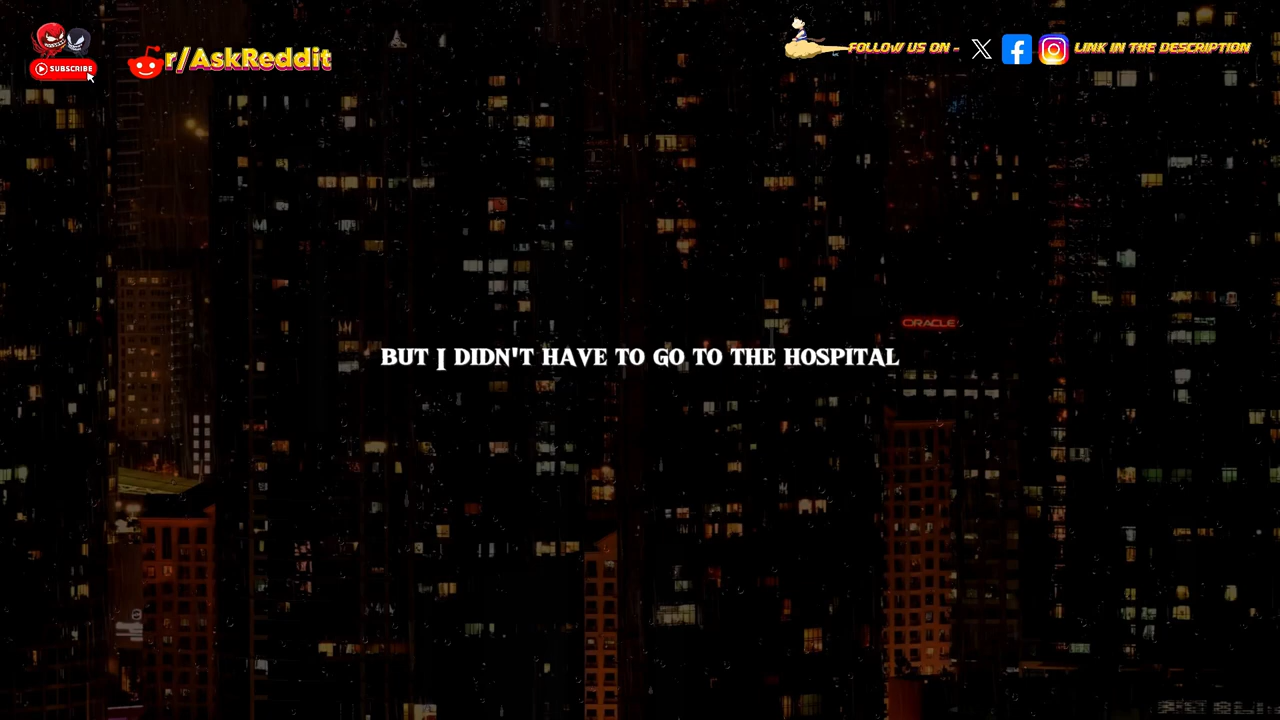 SUBSCRIBE
r/AskReddit
FOLLOW US ON -
LINK IN THE DESCRIPTION
ORACLE
BUT I DIDN'T HAVE TO GO TO THE HOSPITAL